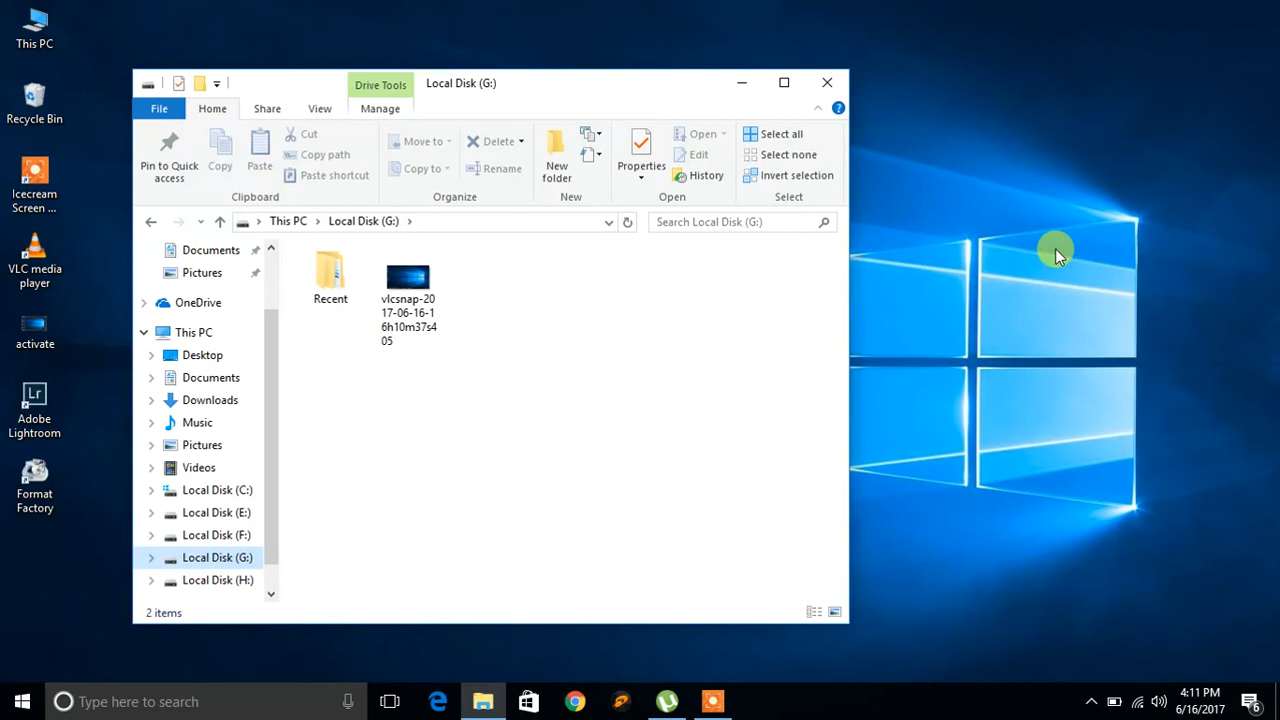 This PC
Recycle Bin
Icecream
Screen ...
VLC media
player
activate
Lr
Adobe
Lightroom
Format
Factory
Drive Tools
Local Disk (G:)
File
Home
Share
View
Manage
Pin to Quick
access
Copy
Paste
Cut
Copy path
Paste shortcut
Clipboard
Move to
Copy to
Delete
Rename
Organize
New
folder
New
Properties
Open
Edit
History
Open
Select all
Select none
Invert selection
Select
This PC
Local Disk (G:)
Search Local Disk (G:)
Documents
Pictures
OneDrive
This PC
Desktop
Documents
Downloads
Music
Pictures
Videos
Local Disk (C:)
Local Disk (E:)
Local Disk (F:)
Local Disk (G:)
Local Disk (H:)
Recent
vlcsnap-20
17-06-16-1
6h10m37s4
05
2 items
Type here to search
4:11 PM
6/16/2017
6